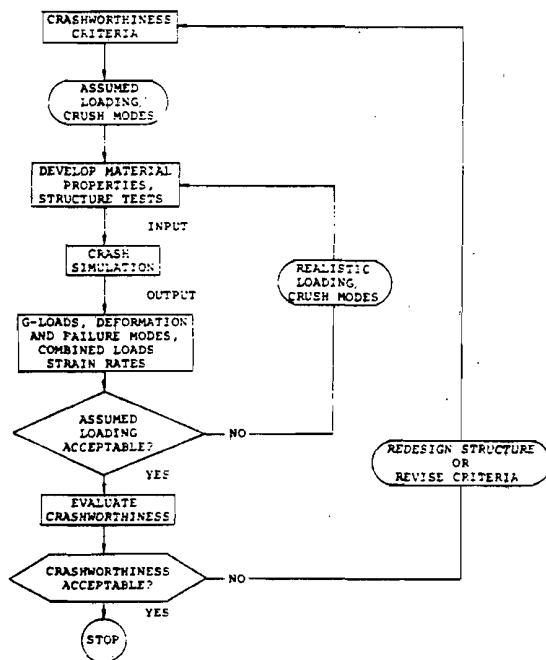 CRASHWORTHINESS
CRITERIA
ASSUMED
LOADING,
CRUSH MODES
DEVELOP MATERIAL
PROPERTIES,
STRUCTURE TESTS
INPUT
CRASH
SIMULATION
OUTPUT
REALISTIC
LOADING,
CRUSH MODES
G-LOADS, DEFORMATION
AND FAILURE MODES,
COMBINED LOADS
STRAIN RATES
ASSUMED
LOADING
ACCEPTABLE?
NO
YES
REDESIGN STRUCTURE
OR
REVISE CRITERIA
EVALUATE
CRASHWORTHINESS
CRASHWORTHINESS
ACCEPTABLE?
NO
YES
STOP